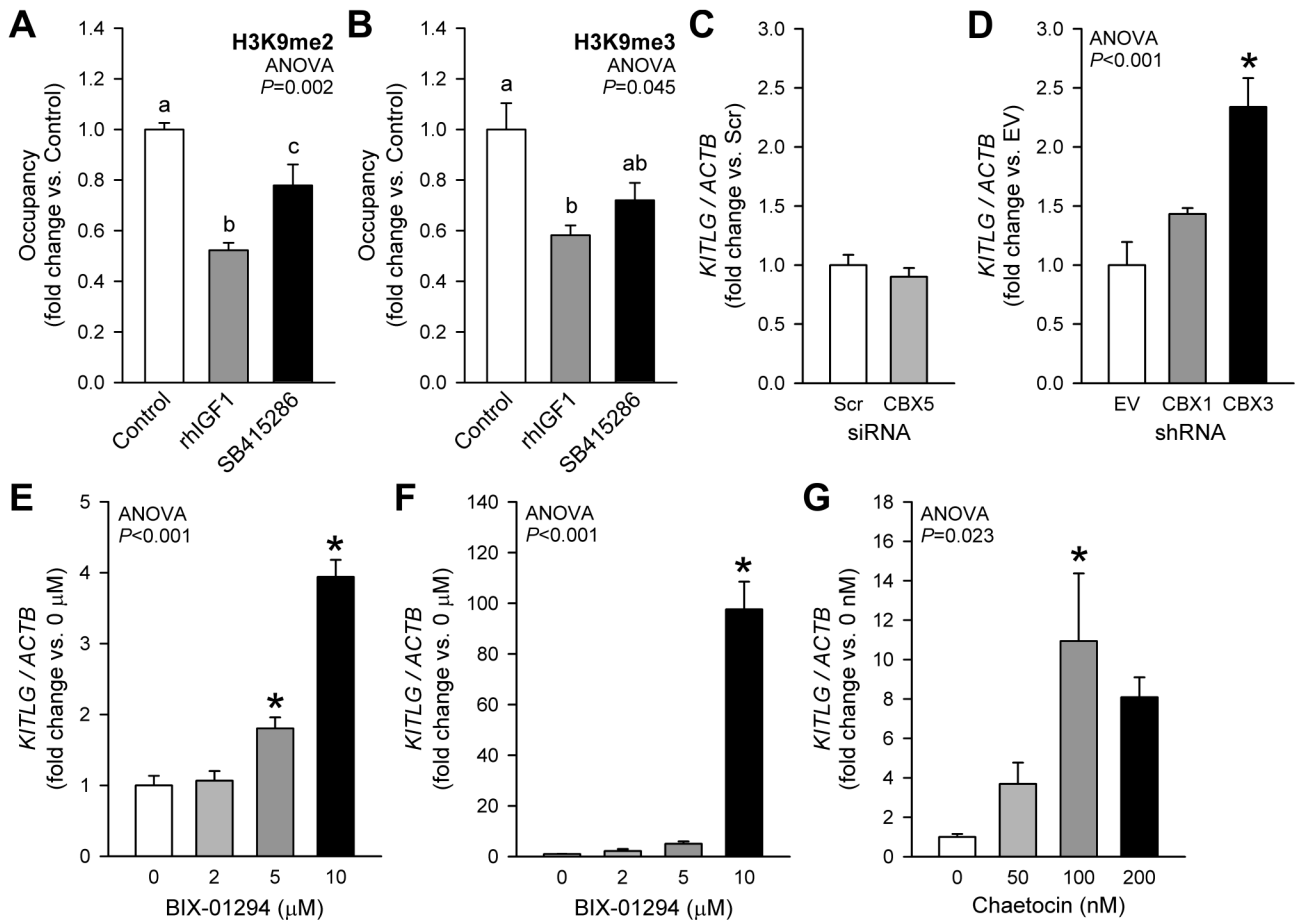 A
H3K9me2
ANOVA
P=0.002
Occupancy
(fold change vs. Control)
1.4
1.2
1.0
0.8
0.6
0.4
0.2
0.0
a
b
c
Control
rhIGF1
SB415286
B
H3K9me3
ANOVA
P=0.045
Occupancy
(fold change vs. Control)
1.4
1.2
1.0
0.8
0.6
0.4
0.2
0.0
a
b
ab
Control
rhIGF1
SB415286
C
KITLG / ACTB
(fold change vs. Scr)
3.0
2.5
2.0
1.5
1.0
0.5
0.0
Scr CBX5
siRNA
D
ANOVA
P<0.001
KITLG / ACTB
(fold change vs. EV)
3.0
2.5
2.0
1.5
1.0
0.5
0.0
*
EV CBX1 CBX3
shRNA
E
ANOVA
P<0.001
KITLG / ACTB
(fold change vs. 0 μM)
5
4
3
2
1
0
*
*
0 2 5 10
BIX-01294 (μM)
F
ANOVA
P<0.001
KITLG / ACTB
(fold change vs. 0 μM)
140
120
100
80
60
40
20
0
*
0 2 5 10
BIX-01294 (μM)
G
ANOVA
P=0.023
KITLG / ACTB
(fold change vs. 0 nM)
18
16
14
12
10
8
6
4
2
0
*
0 50 100 200
Chaetocin (nM)